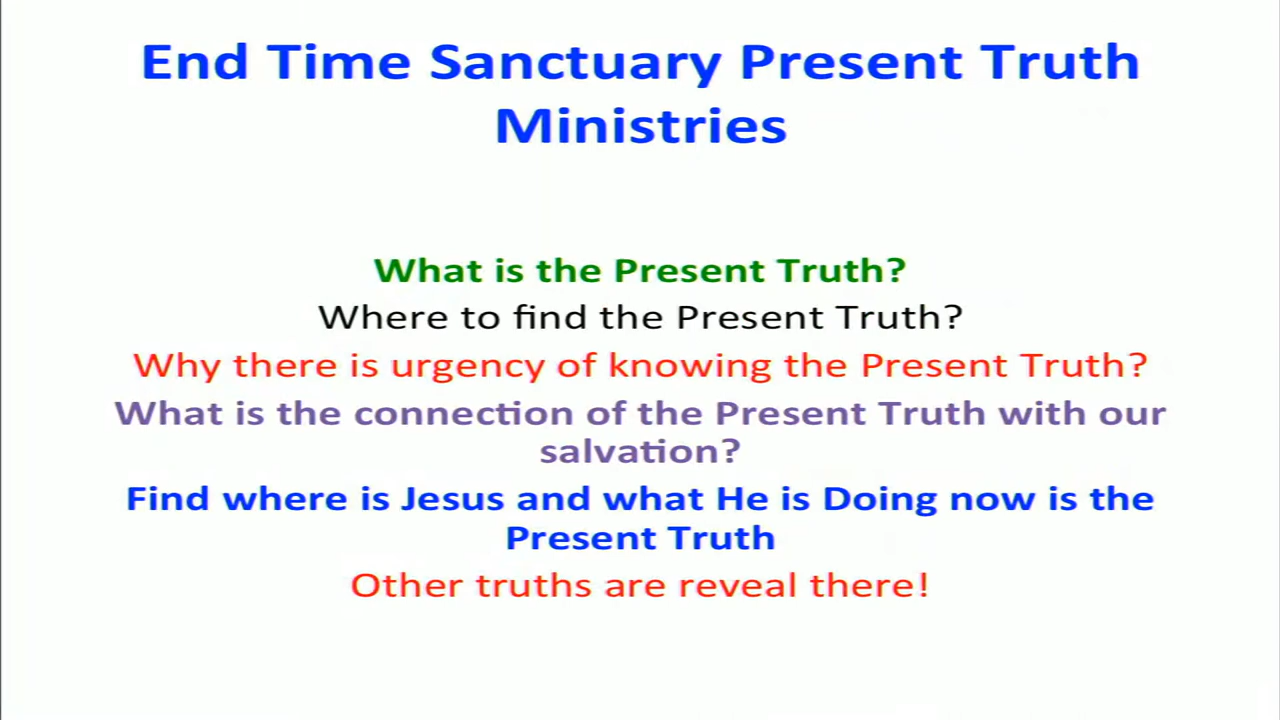 End Time Sanctuary Present Truth
Ministries
What is the Present Truth?
Where to find the Present Truth?
Why there is urgency of knowing the Present Truth?
What is the connection of the Present Truth with our
salvation?
Find where is Jesus and what He is Doing now is the
Present Truth
Other truths are reveal there!